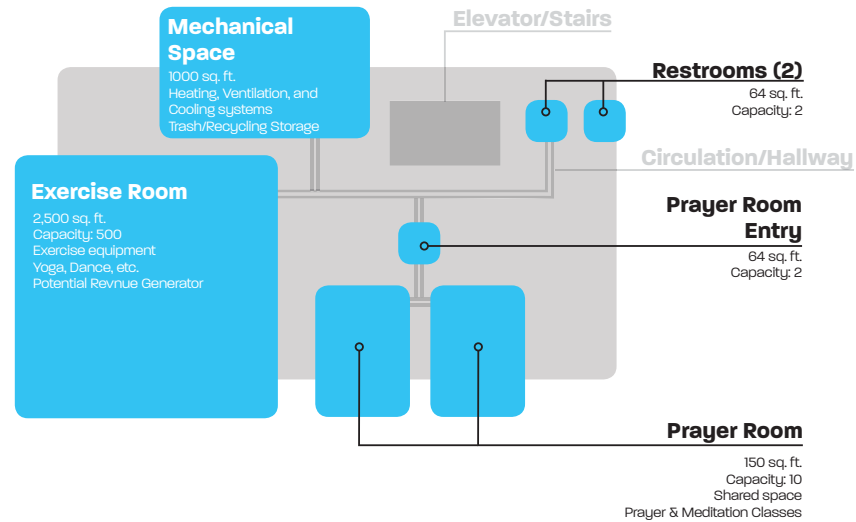 Elevator/Stairs
Mechanical
Space
1000 sq. ft.
Heating, Ventilation, and
Cooling systems
Trash/Recycling Storage
Restrooms (2)
64 sq. ft.
Capacity: 2
Circulation/Hallway
Exercise Room
2,500 sq. ft.
Capacity: 500
Exercise equipment
Yoga, Dance, etc.
Potential Revnue Generator
Prayer Room
Entry
64 sq. ft.
Capacity: 2
Prayer Room
150 sq. ft.
Capacity: 10
Shared space
Prayer & Meditation Classes